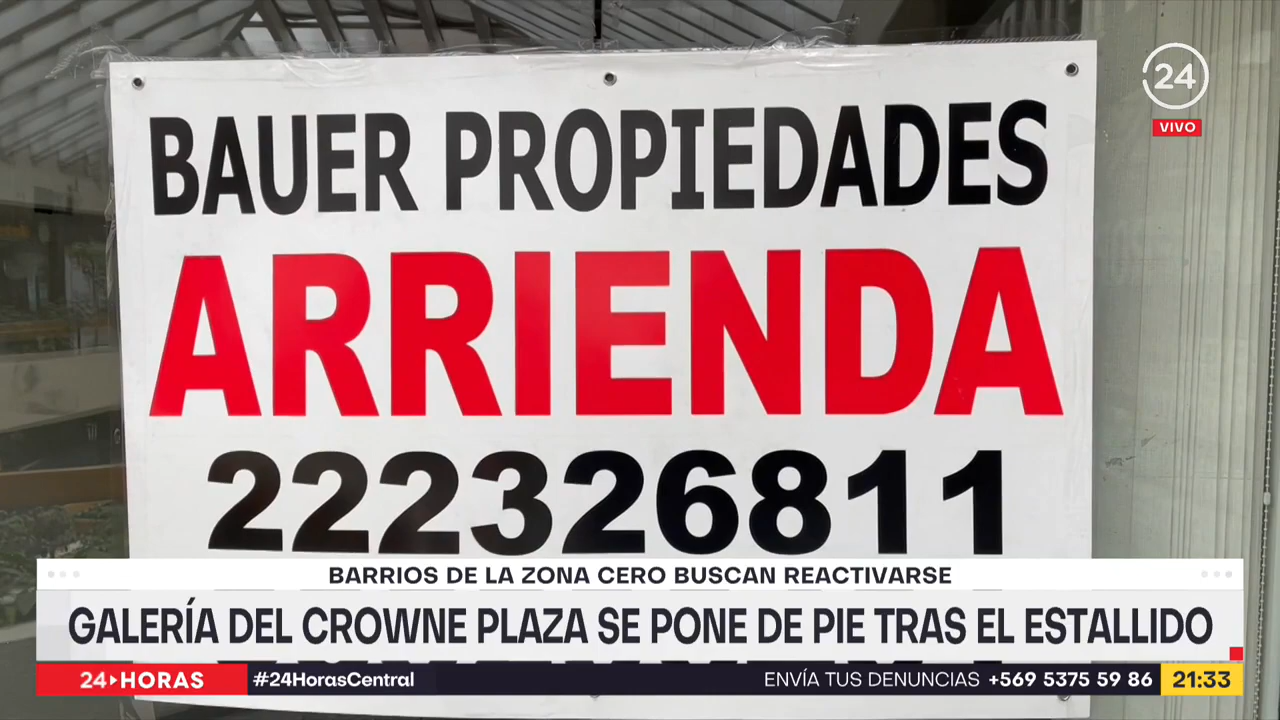 24
VIVO
BAUER PROPIEDADES
ARRIENDA
222326811
BARRIOS DE LA ZONA CERO BUSCAN REACTIVARSE
GALERÍA DEL CROWNE PLAZA SE PONE DE PIE TRAS EL ESTALLIDO
24 HORAS
#24HorasCentral
ENVÍA TUS DENUNCIAS +569 5375 59 86
21:33